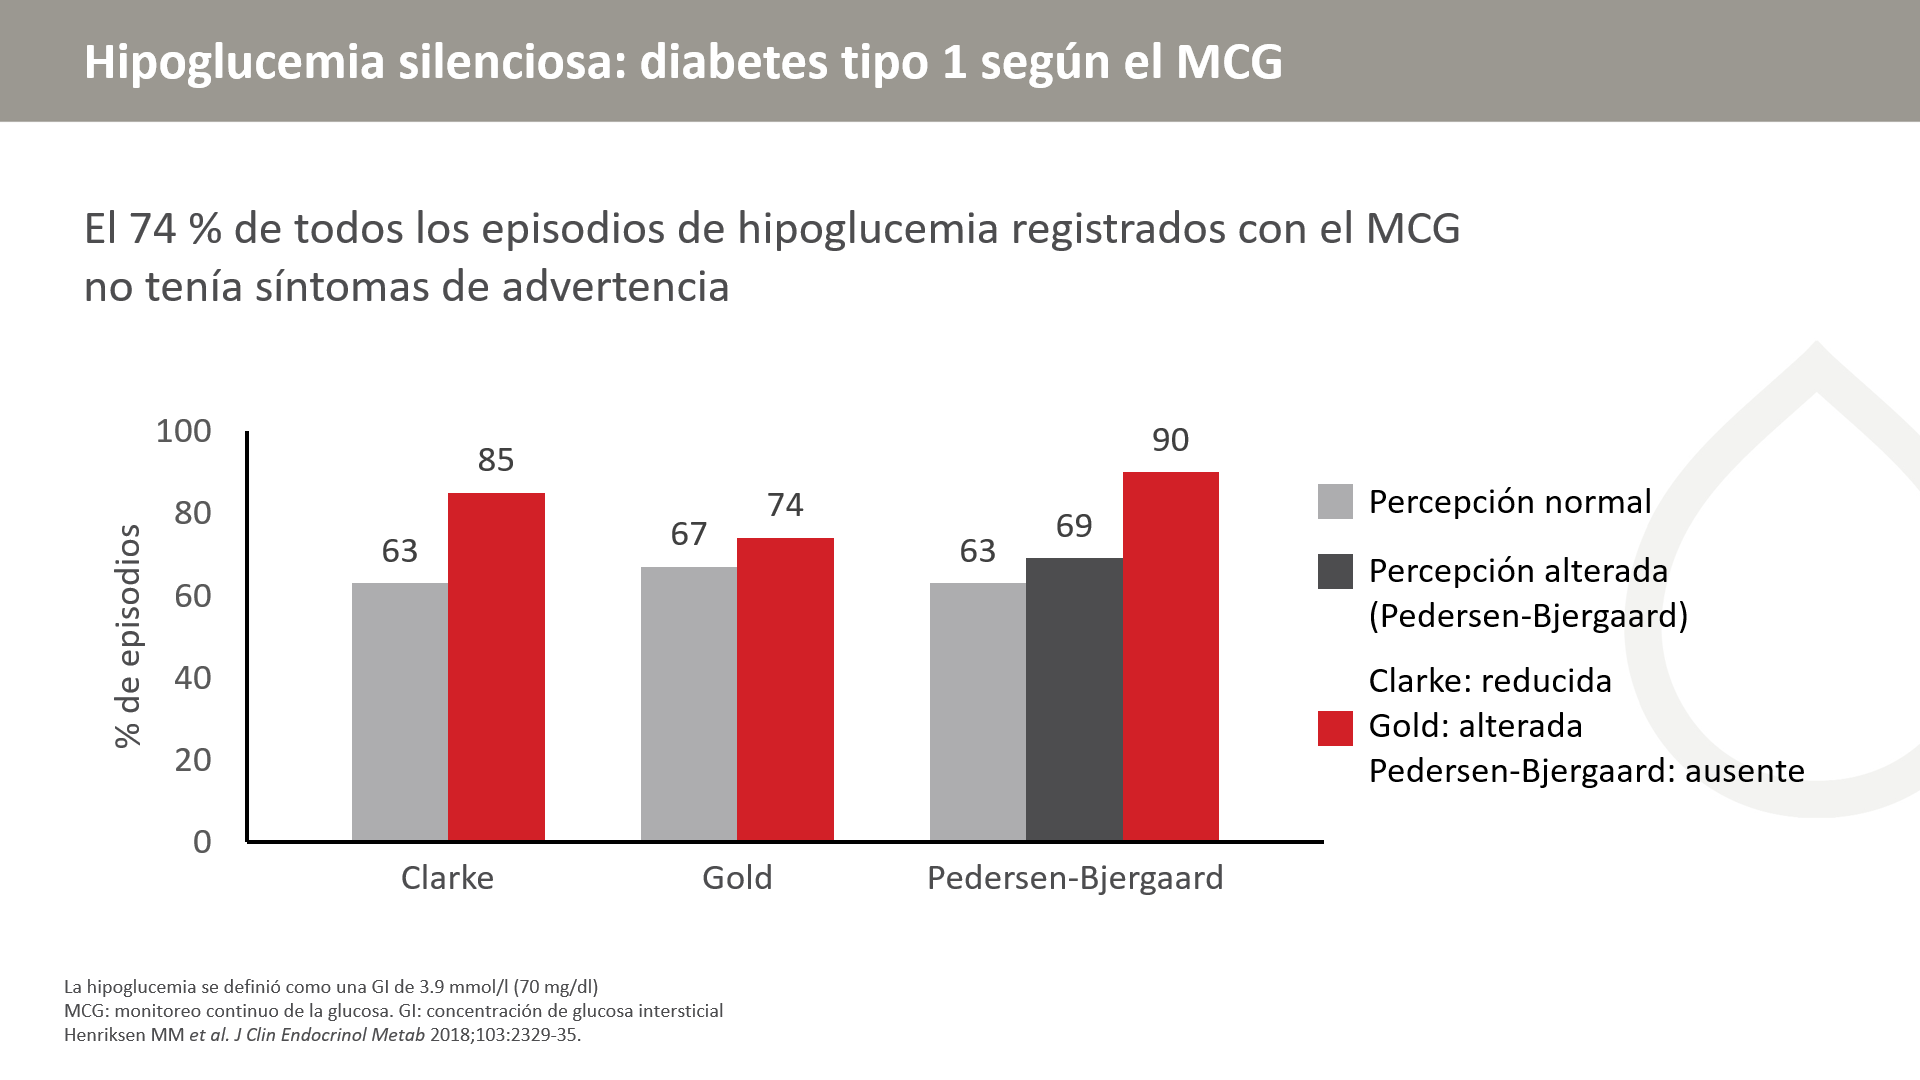 Hipoglucemia silenciosa: diabetes tipo 1 según el MCG
El 74 % de todos los episodios de hipoglucemia registrados con el MCG
no tenía síntomas de advertencia
% de episodios
100
80
60
40
20
0
63
85
67
74
63
69
90
Clarke
Gold
Pedersen-Bjergaard
Percepción normal
Percepción alterada
(Pedersen-Bjergaard)
Clarke: reducida
Gold: alterada
Pedersen-Bjergaard: ausente
La hipoglucemia se definió como una GI de 3.9 mmol/l (70 mg/dl)
MCG: monitoreo continuo de la glucosa. GI: concentración de glucosa intersticial
Henriksen MM et al. J Clin Endocrinol Metab 2018;103:2329-35.